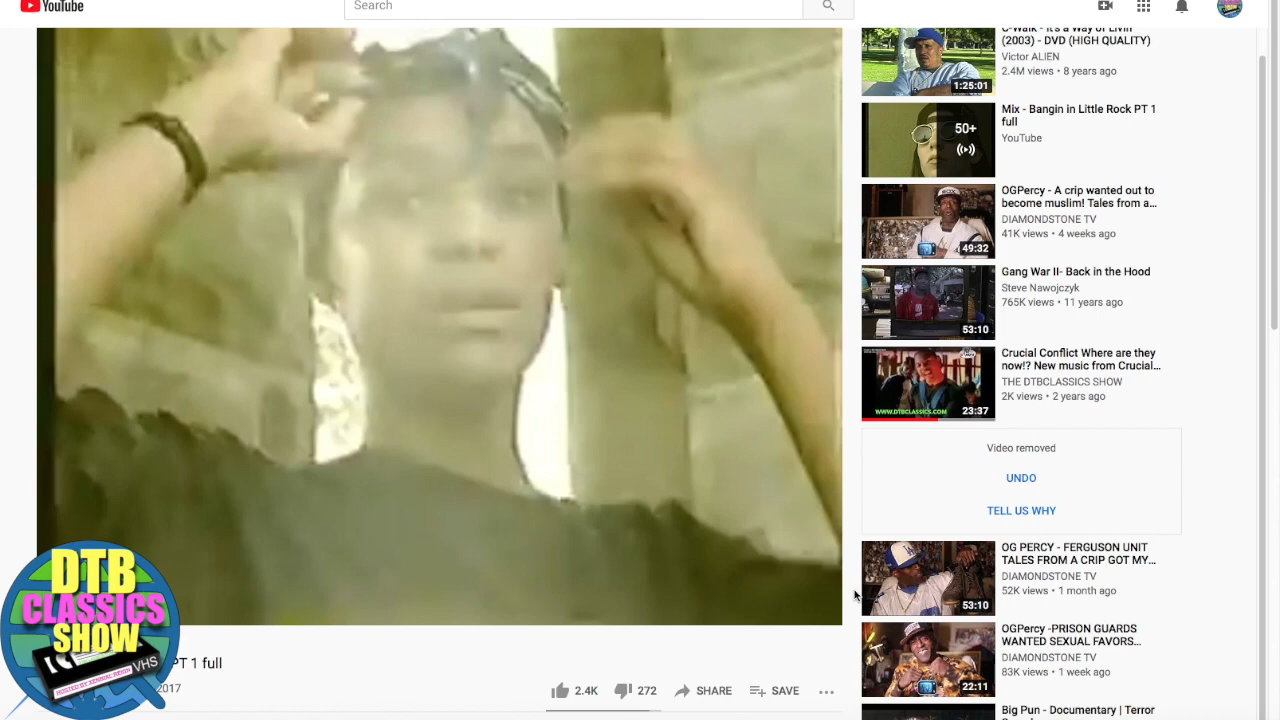 YouTube
Search
C-Walk - It's a Way of Livin'
(2003) - DVD (HIGH QUALITY)
Victor ALIEN
2.4M views • 8 years ago
1:25:01
Mix - Bangin in Little Rock PT 1
full
YouTube
50+
OGPercy - A crip wanted out to
become muslim! Tales from a...
DIAMONDSTONE TV
41K views • 4 weeks ago
49:32
Gang War II- Back in the Hood
Steve Nawojczyk
765K views • 11 years ago
53:10
Crucial Conflict Where are they
now!? New music from Crucial...
THE DTBCLASSICS SHOW
2K views • 2 years ago
WWW.DTBCLASSICS.COM
23:37
Video removed
UNDO
TELL US WHY
OG PERCY - FERGUSON UNIT
TALES FROM A CRIP GOT MY...
DIAMONDSTONE TV
52K views • 1 month ago
53:10
OGPercy -PRISON GUARDS
WANTED SEXUAL FAVORS...
DIAMONDSTONE TV
83K views • 1 week ago
22:11
Big Pun - Documentary | Terror
DTB
CLASSICS
SHOW
VHS
PT 1 full
2017
2.4K
272
SHARE
SAVE